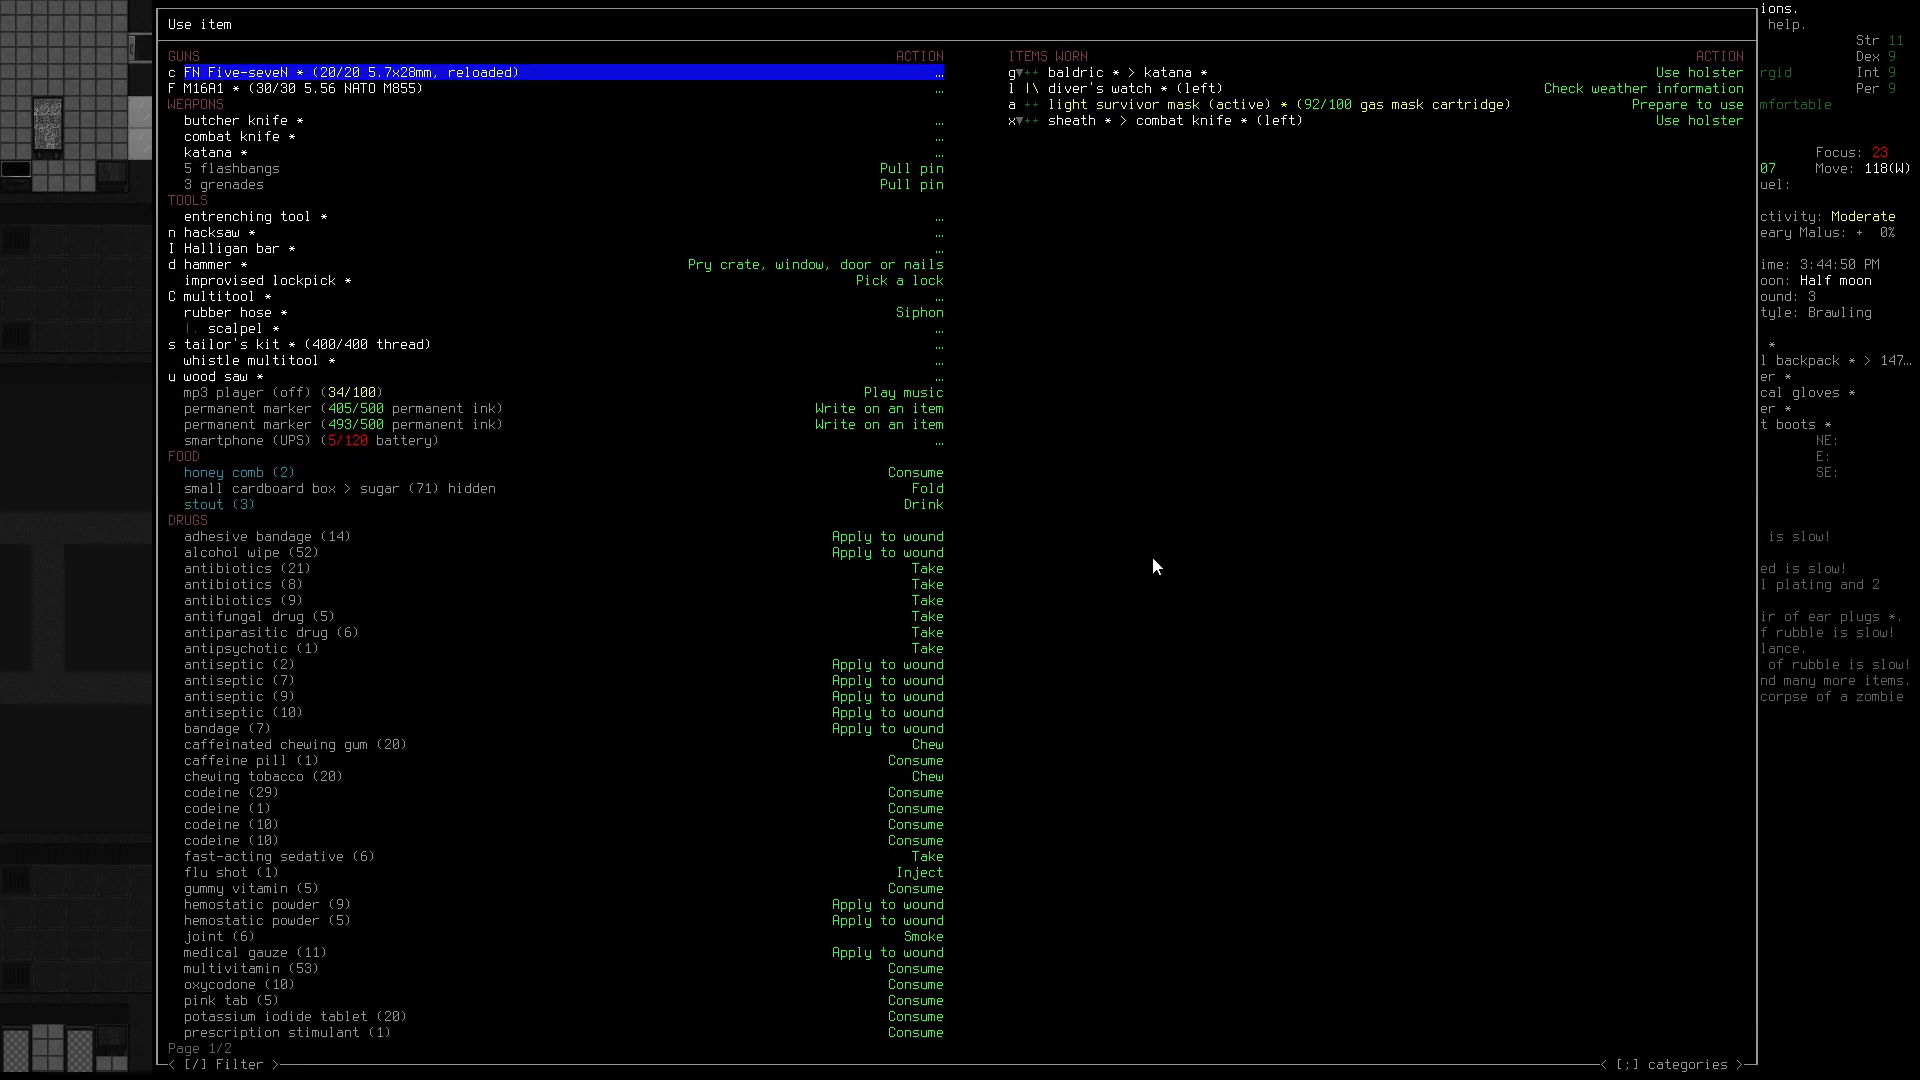 Use item
GUNS ACTION
c FN Five-seveN * (20/20 5.7x28mm, reloaded) …
F M16A1 * (30/30 5.56 NATO M855) …
WEAPONS
butcher knife * …
combat knife * …
katana * …
5 flashbangs Pull pin
3 grenades Pull pin
TOOLS
entrenching tool * …
n hacksaw * …
I Halligan bar * …
d hammer * Pry crate, window, door or nails
improvised lockpick * Pick a lock
C multitool * …
rubber hose * Siphon
|. scalpel * …
s tailor's kit * (400/400 thread) …
whistle multitool * …
u wood saw * …
mp3 player (off) (34/100) Play music
permanent marker (405/500 permanent ink) Write on an item
permanent marker (493/500 permanent ink) Write on an item
smartphone (UPS) (5/120 battery) …
FOOD
honey comb (2) Consume
small cardboard box > sugar (71) hidden Fold
stout (3) Drink
DRUGS
adhesive bandage (14) Apply to wound
alcohol wipe (52) Apply to wound
antibiotics (21) Take
antibiotics (8) Take
antibiotics (9) Take
antifungal drug (5) Take
antiparasitic drug (6) Take
antipsychotic (1) Take
antiseptic (2) Apply to wound
antiseptic (7) Apply to wound
antiseptic (9) Apply to wound
antiseptic (10) Apply to wound
bandage (7) Apply to wound
caffeinated chewing gum (20) Chew
caffeine pill (1) Consume
chewing tobacco (20) Chew
codeine (29) Consume
codeine (1) Consume
codeine (10) Consume
codeine (10) Consume
fast-acting sedative (6) Take
flu shot (1) Inject
gummy vitamin (5) Consume
hemostatic powder (9) Apply to wound
hemostatic powder (5) Apply to wound
joint (6) Smoke
medical gauze (11) Apply to wound
multivitamin (53) Consume
oxycodone (10) Consume
pink tab (5) Consume
potassium iodide tablet (20) Consume
prescription stimulant (1) Consume
Page 1/2
< [/] Filter >
ITEMS WORN ACTION
g▼++ baldric * > katana * Use holster
l |\ diver's watch * (left) Check weather information
a ++ light survivor mask (active) * (92/100 gas mask cartridge) Prepare to use
x▼++ sheath * > combat knife * (left) Use holster
< [;] categories >
ions.
help.
Str 11
Dex 9
rgid Int 9
Per 9
mfortable
Focus: 23
07 Move: 118(W)
uel:
ctivity: Moderate
eary Malus: + 0%
ime: 3:44:50 PM
oon: Half moon
ound: 3
tyle: Brawling
*
l backpack * > 147…
er *
cal gloves *
er *
t boots *
NE:
E:
SE:
is slow!
ed is slow!
l plating and 2
ir of ear plugs *.
f rubble is slow!
lance.
of rubble is slow!
nd many more items.
corpse of a zombie